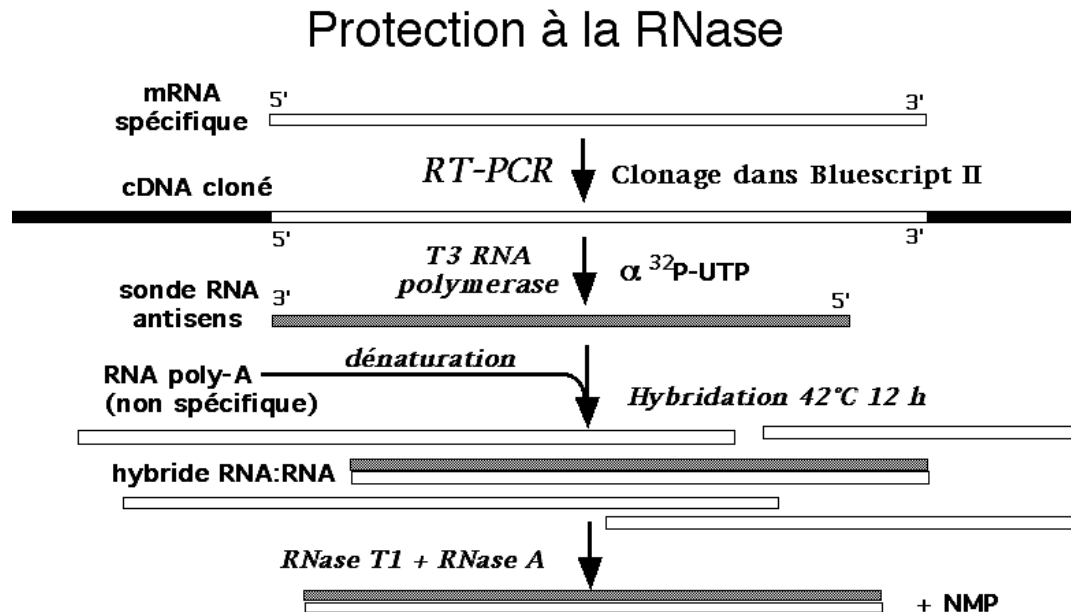 Protection à la RNase
mRNA
spécifique
5'
3'
RT-PCR
Clonage dans Bluescript II
cDNA cloné
5'
3'
T3 RNA
polymerase
α ³²P-UTP
sonde RNA
antisens
3'
5'
dénaturation
RNA poly-A
(non spécifique)
Hybridation 42°C 12 h
hybride RNA:RNA
RNase T1 + RNase A
+ NMP